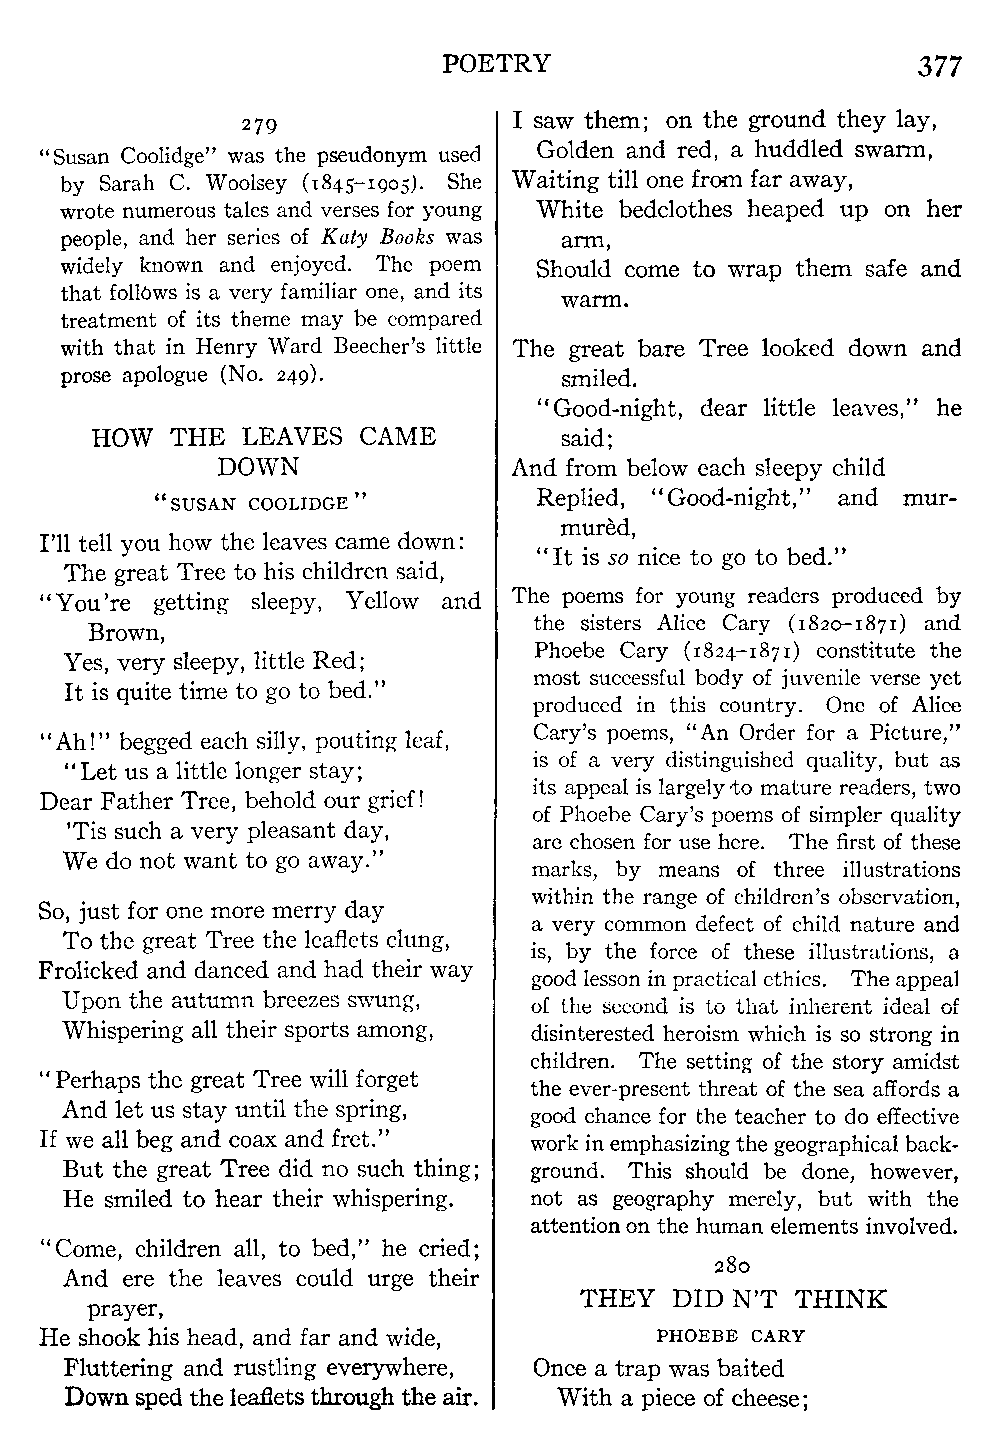 POETRY
377
279
"Susan Coolidge" was the pseudonym used
by Sarah C. Woolsey (1845–1905). She
wrote numerous tales and verses for young
people, and her series of Katy Books was
widely known and enjoyed. The poem
that follows is a very familiar one, and its
treatment of its theme may be compared
with that in Henry Ward Beecher's little
prose apologue (No. 249).
HOW THE LEAVES CAME
DOWN
"SUSAN COOLIDGE"
I'll tell you how the leaves came down:
The great Tree to his children said,
"You're getting sleepy, Yellow and
Brown,
Yes, very sleepy, little Red;
It is quite time to go to bed."
"Ah!" begged each silly, pouting leaf,
"Let us a little longer stay;
Dear Father Tree, behold our grief!
'Tis such a very pleasant day,
We do not want to go away."
So, just for one more merry day
To the great Tree the leaflets clung,
Frolicked and danced and had their way
Upon the autumn breezes swung,
Whispering all their sports among,
"Perhaps the great Tree will forget
And let us stay until the spring,
If we all beg and coax and fret."
But the great Tree did no such thing;
He smiled to hear their whispering.
"Come, children all, to bed," he cried;
And ere the leaves could urge their
prayer,
He shook his head, and far and wide,
Fluttering and rustling everywhere,
Down sped the leaflets through the air.
I saw them; on the ground they lay,
Golden and red, a huddled swarm,
Waiting till one from far away,
White bedclothes heaped up on her
arm,
Should come to wrap them safe and
warm.
The great bare Tree looked down and
smiled.
"Good-night, dear little leaves," he
said;
And from below each sleepy child
Replied, "Good-night," and mur-
murèd,
"It is so nice to go to bed."
The poems for young readers produced by
the sisters Alice Cary (1820–1871) and
Phoebe Cary (1824–1871) constitute the
most successful body of juvenile verse yet
produced in this country. One of Alice
Cary's poems, "An Order for a Picture,"
is of a very distinguished quality, but as
its appeal is largely to mature readers, two
of Phoebe Cary's poems of simpler quality
are chosen for use here. The first of these
marks, by means of three illustrations
within the range of children's observation,
a very common defect of child nature and
is, by the force of these illustrations, a
good lesson in practical ethics. The appeal
of the second is to that inherent ideal of
disinterested heroism which is so strong in
children. The setting of the story amidst
the ever-present threat of the sea affords a
good chance for the teacher to do effective
work in emphasizing the geographical back-
ground. This should be done, however,
not as geography merely, but with the
attention on the human elements involved.
280
THEY DID N'T THINK
PHOEBE CARY
Once a trap was baited
With a piece of cheese;